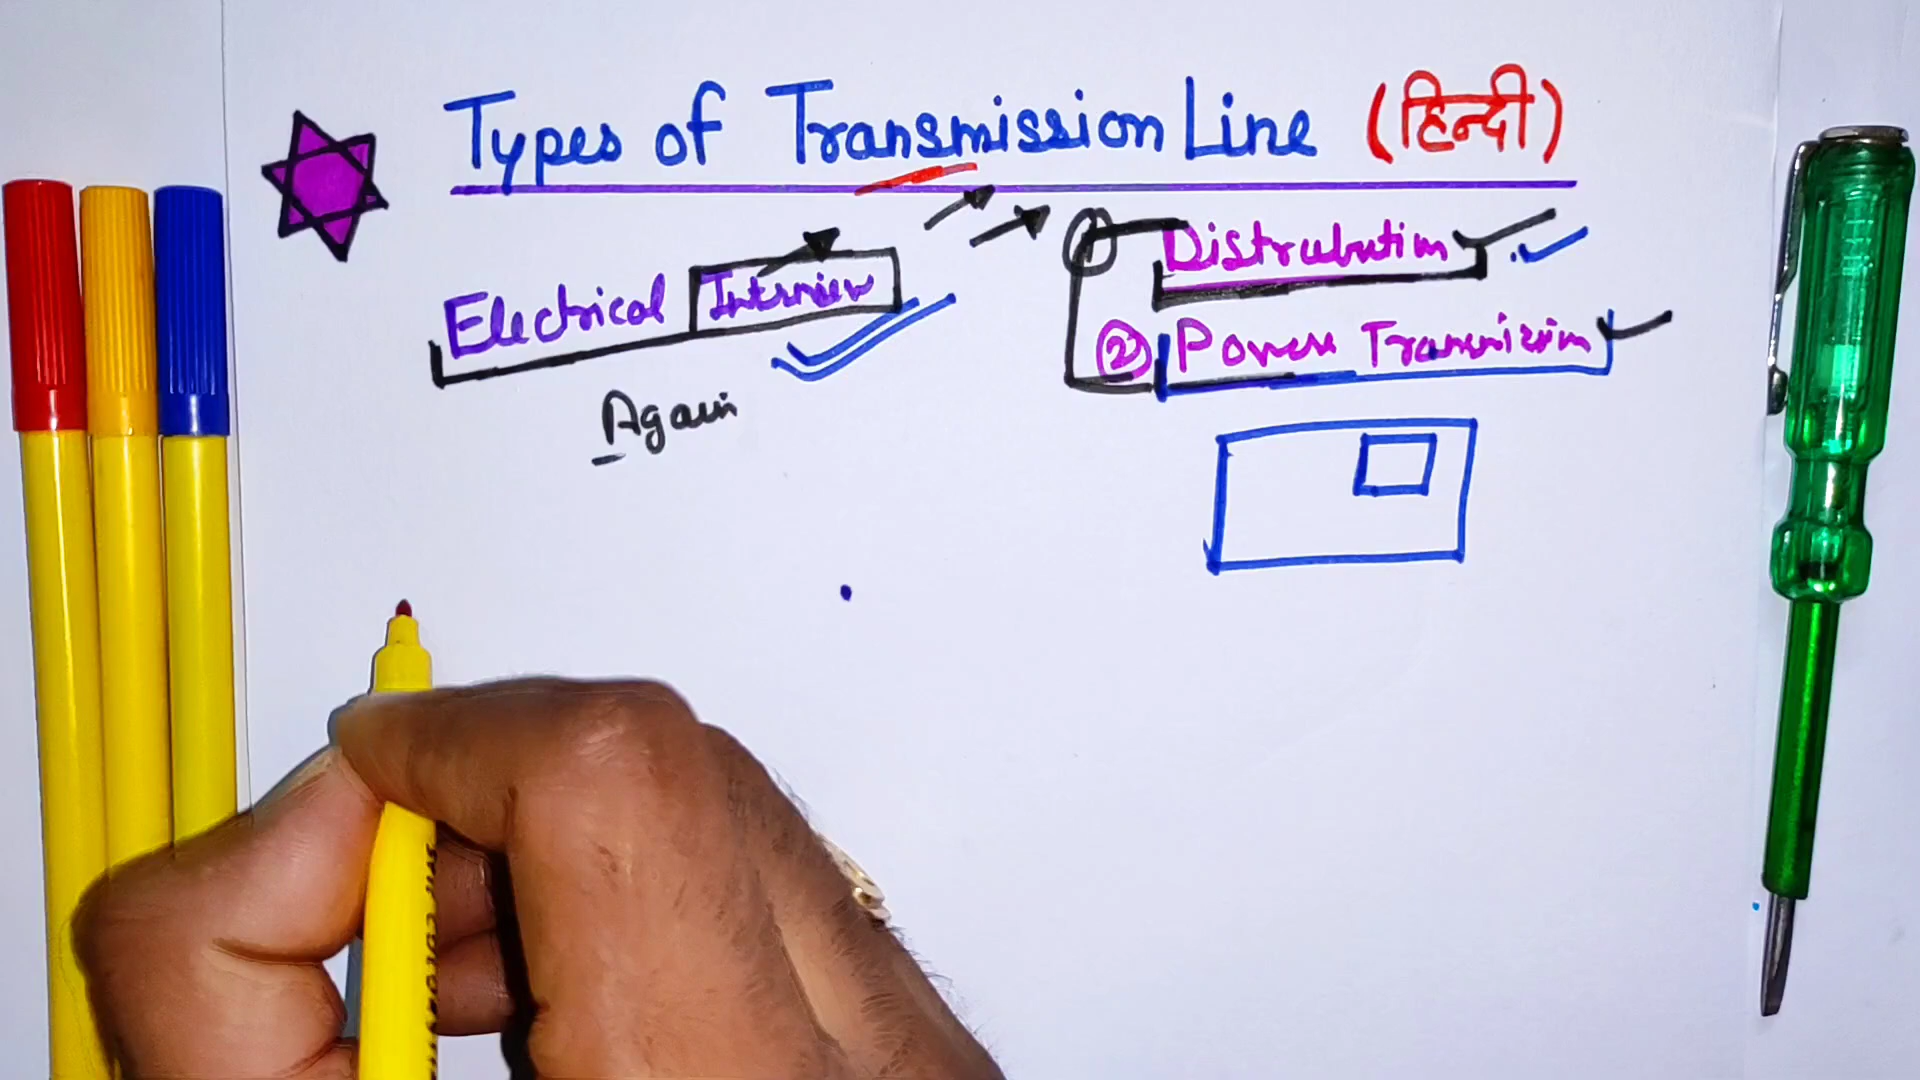 Types of Transmission Line (हिन्दी)
Electrical Interview
Again
Distrubution
② Power Transmission